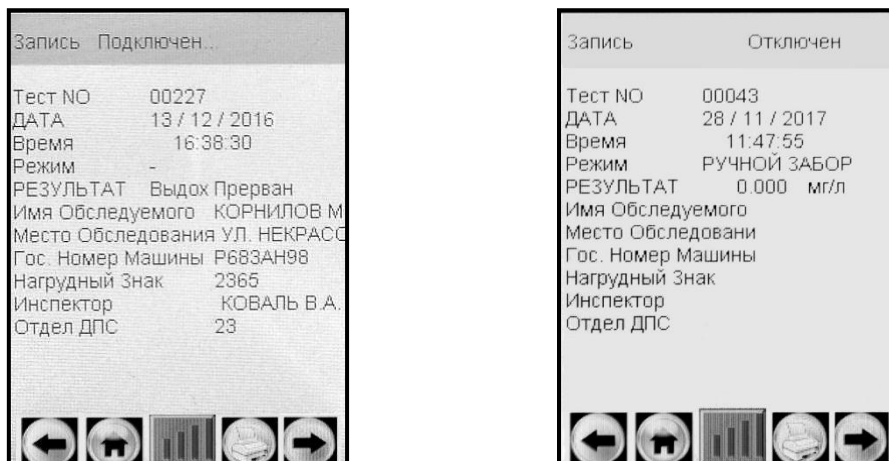 Запись Подключен...
Тест NO 00227
ДАТА 13 / 12 / 2016
Время 16:38:30
Режим -
РЕЗУЛЬТАТ Выдох Прерван
Имя Обследуемого КОРНИЛОВ М
Место Обследования УЛ. НЕКРАСО
Гос. Номер Машины Р683АН98
Нагрудный Знак 2365
Инспектор КОВАЛЬ В.А.
Отдел ДПС 23
Запись Отключен
Тест NO 00043
ДАТА 28 / 11 / 2017
Время 11:47:55
Режим РУЧНОЙ ЗАБОР
РЕЗУЛЬТАТ 0.000 мг/л
Имя Обследуемого
Место Обследовани
Гос. Номер Машины
Нагрудный Знак
Инспектор
Отдел ДПС